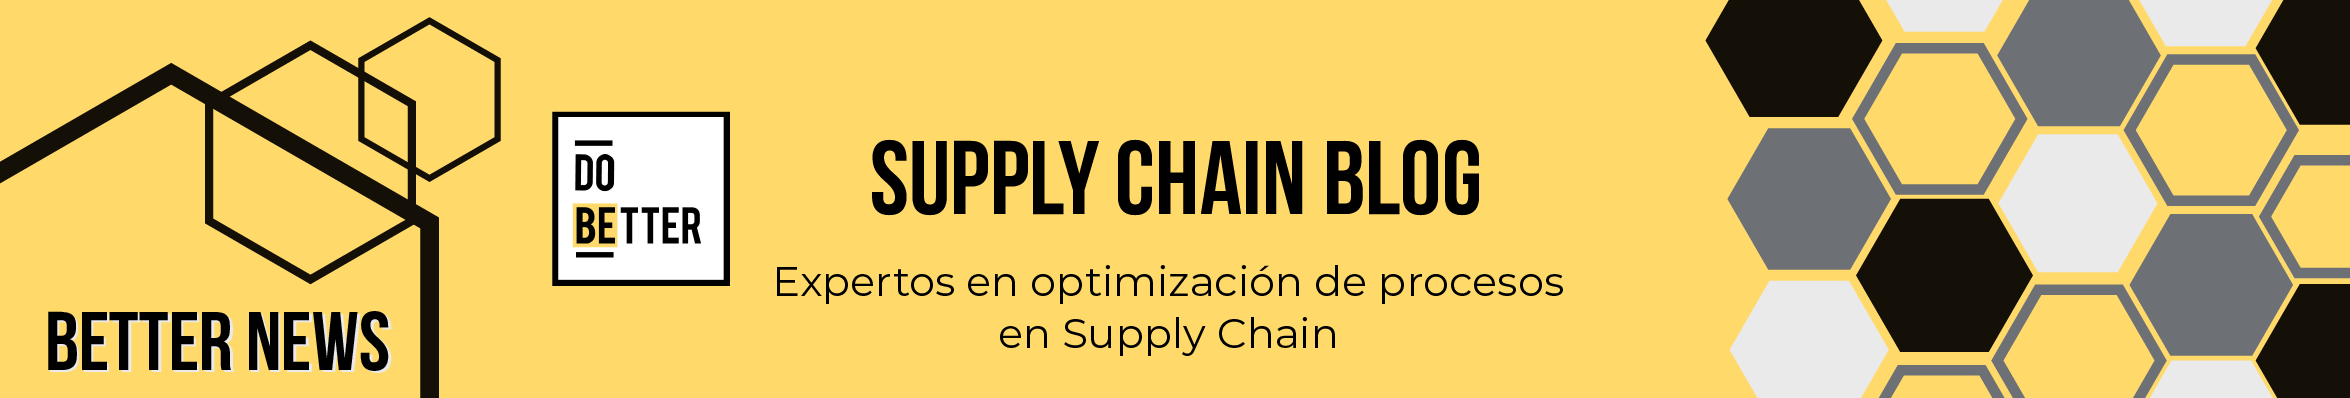 BETTER NEWS
DO
BETTER
SUPPLY CHAIN BLOG
Expertos en optimización de procesos
en Supply Chain